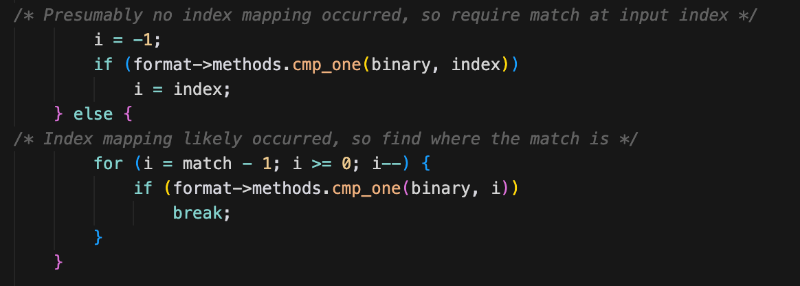 /* Presumably no index mapping occurred, so require match at input index */
i = -1;
if (format->methods.cmp_one(binary, index))
i = index;
} else {
/* Index mapping likely occurred, so find where the match is */
for (i = match - 1; i >= 0; i--) {
if (format->methods.cmp_one(binary, i))
break;
}
}